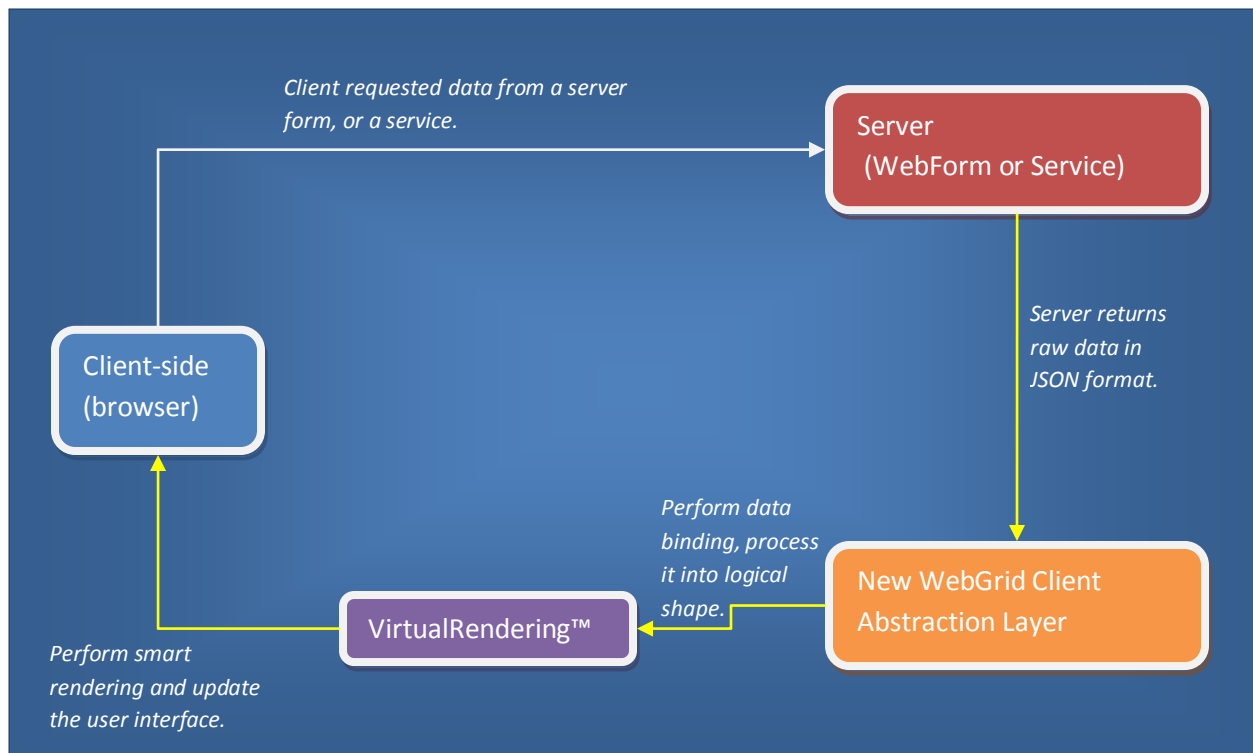 Client requested data from a server
form, or a service.
Server
(WebForm or Service)
Server returns
raw data in
JSON format.
Client-side
(browser)
Perform data
binding, process
it into logical
shape.
New WebGrid Client
Abstraction Layer
VirtualRendering™
Perform smart
rendering and update
the user interface.